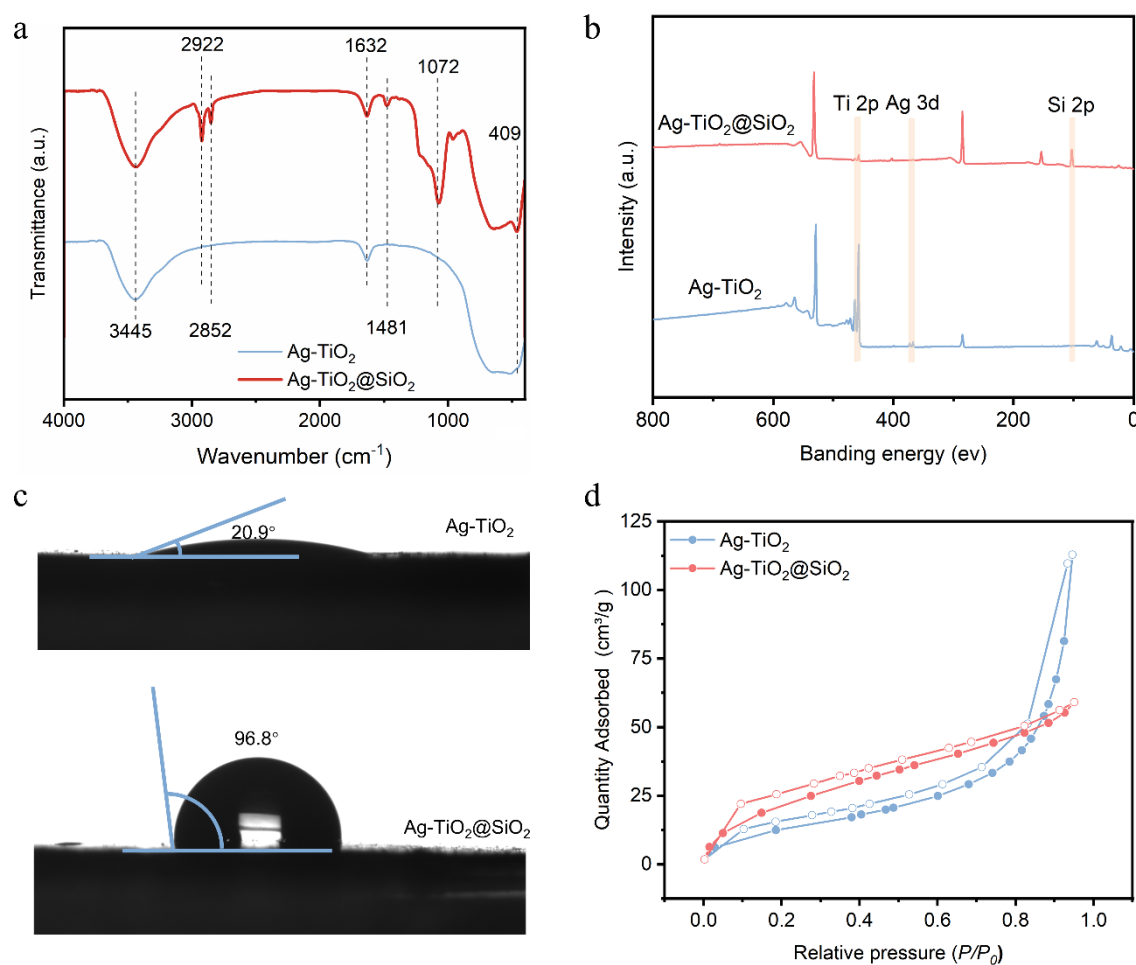 a
2922
1632
1072
409
3445
2852
1481
Ag-TiO₂
Ag-TiO₂@SiO₂
Transmittance (a.u.)
4000
3000
2000
1000
Wavenumber (cm⁻¹)
b
Ti 2p Ag 3d
Si 2p
Ag-TiO₂@SiO₂
Ag-TiO₂
Intensity (a.u.)
800
600
400
200
0
Banding energy (ev)
c
20.9°
Ag-TiO₂
96.8°
Ag-TiO₂@SiO₂
d
125
100
75
50
25
0
Ag-TiO₂
Ag-TiO₂@SiO₂
Quantity Adsorbed (cm³/g)
0.0
0.2
0.4
0.6
0.8
1.0
Relative pressure (P/P₀)